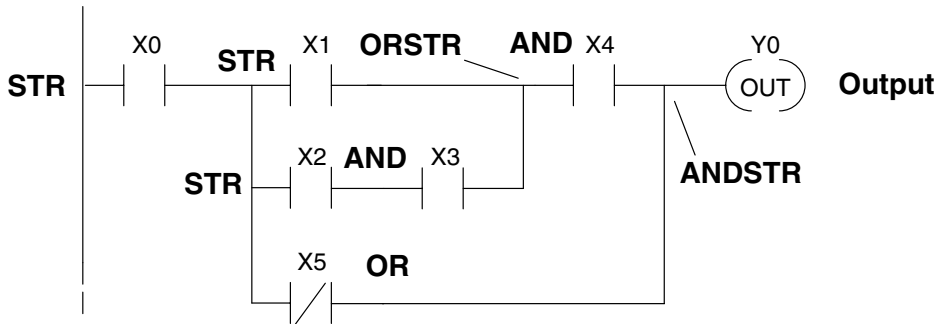 X0 STR X1 ORSTR AND X4 Y0
STR OUT Output
X2 AND X3
STR ANDSTR
X5 OR